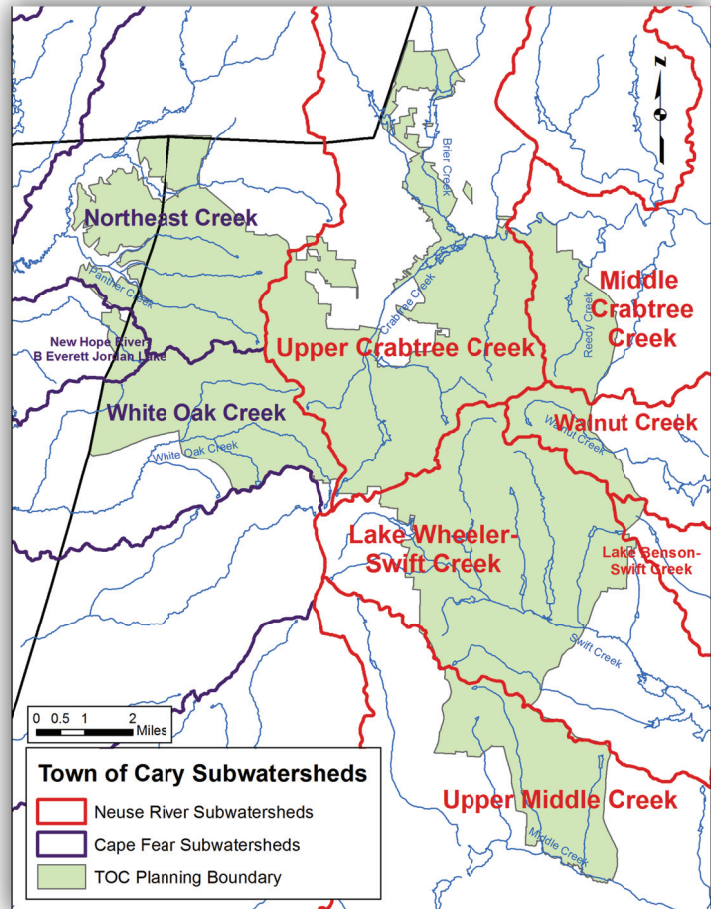 N
Brier Creek
Northeast Creek
Panther Creek
Crabtree Creek
Middle
Crabtree
Creek
Reedy Creek
New Hope River-
B Everett Jordan Lake
Upper Crabtree Creek
White Oak Creek
Walnut Creek
Walnut Creek
White Oak Creek
Lake Wheeler-
Swift Creek
Lake Benson-
Swift Creek
Swift Creek
0 0.5 1 2
Miles
Town of Cary Subwatersheds
Neuse River Subwatersheds
Cape Fear Subwatersheds
TOC Planning Boundary
Upper Middle Creek
Middle Creek